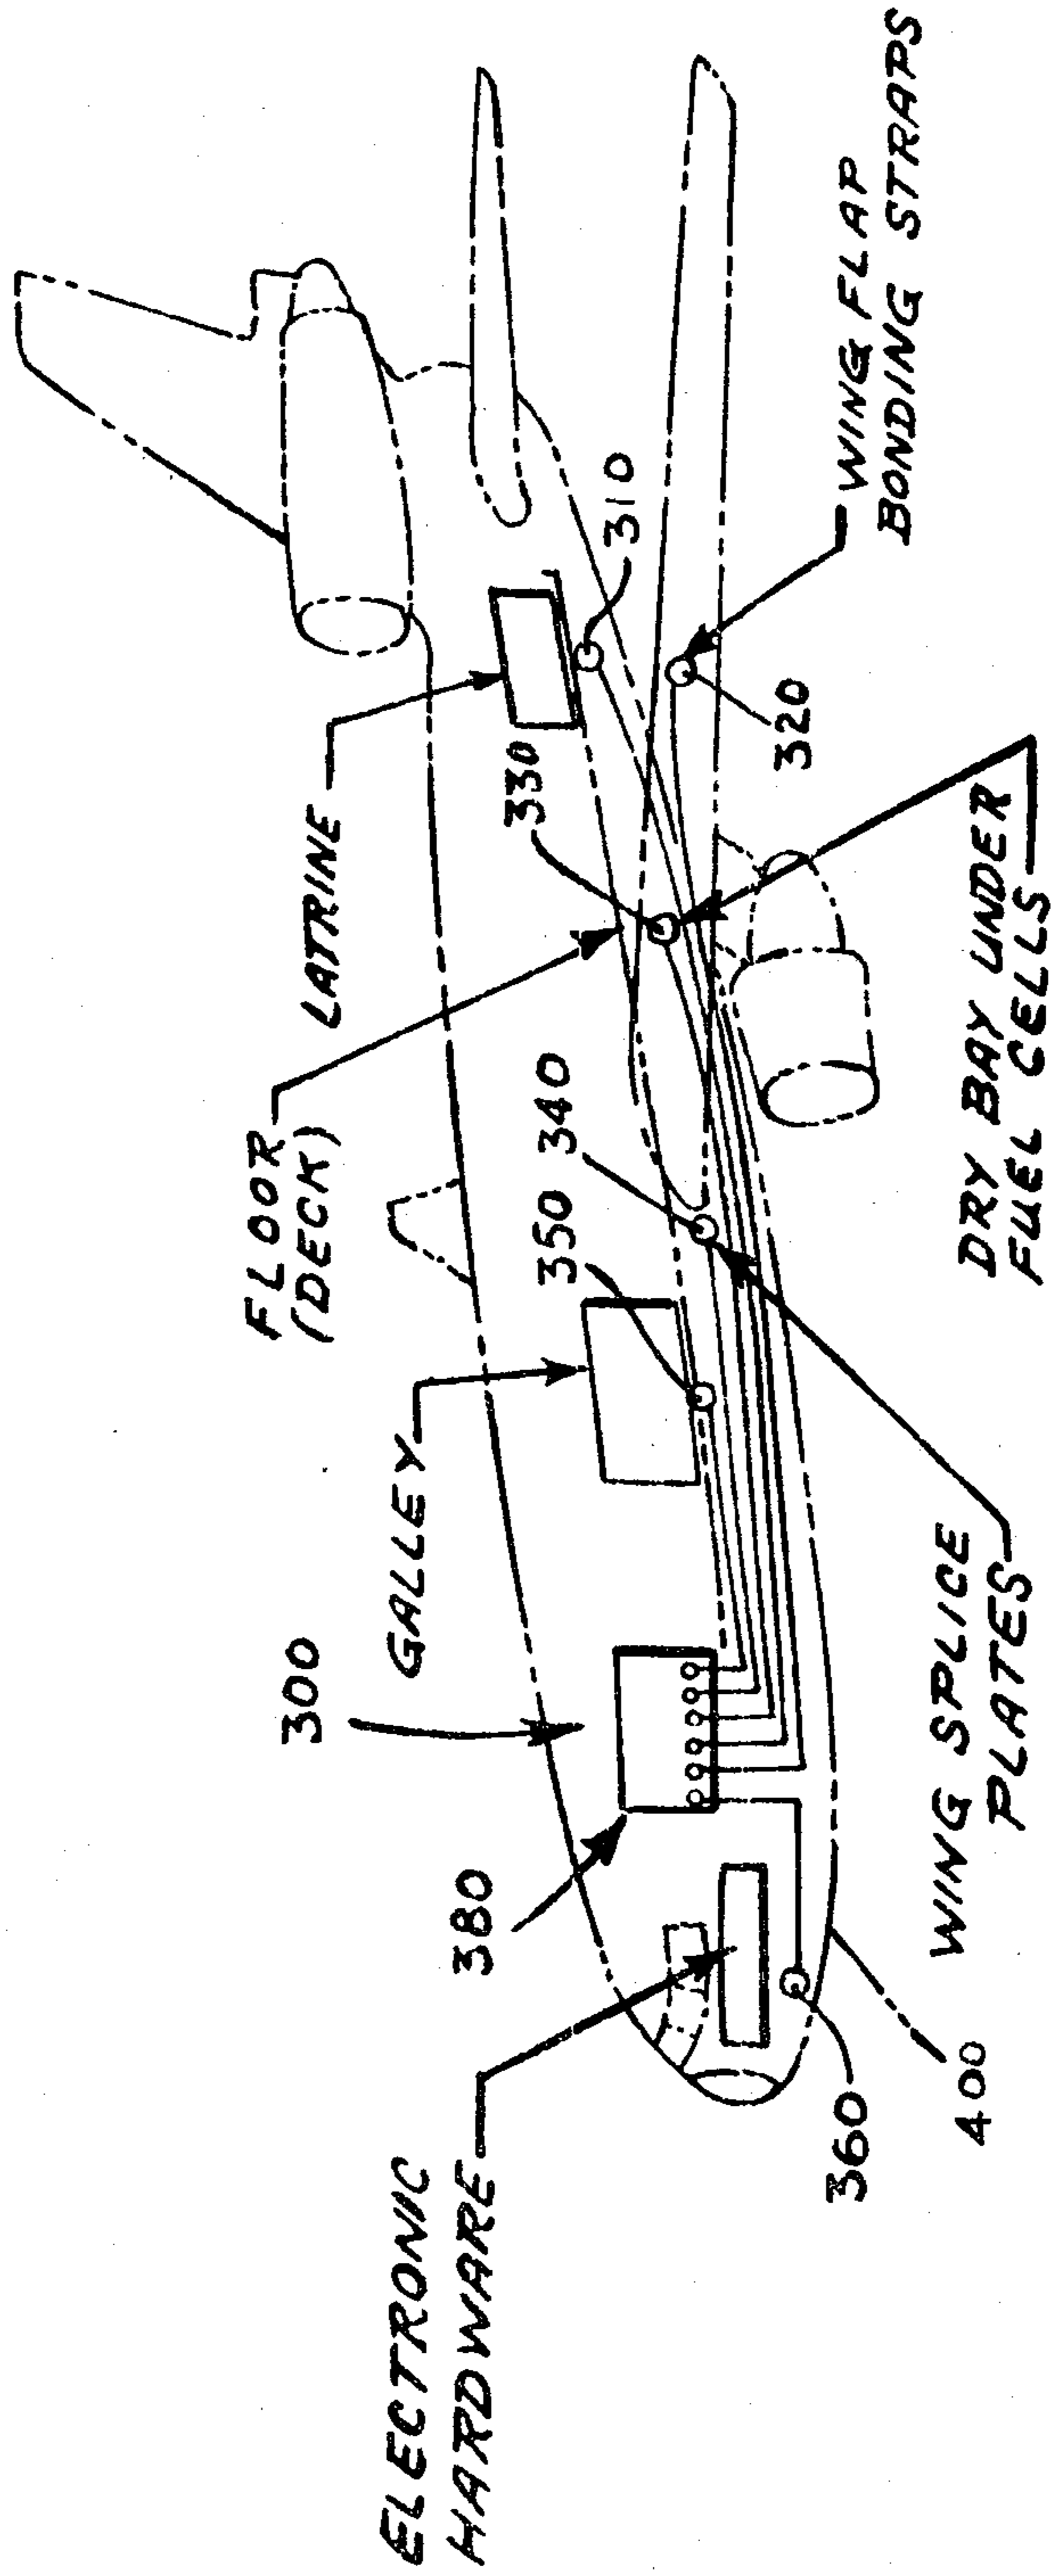 ELECTRONIC
HARDWARE
380
300
GALLEY
FLOOR
(DECK)
LATRINE
350
340
330
310
320
360
400
WING SPLICE
PLATES
DRY BAY UNDER
FUEL CELLS
WING FLAP
BONDING STRAPS